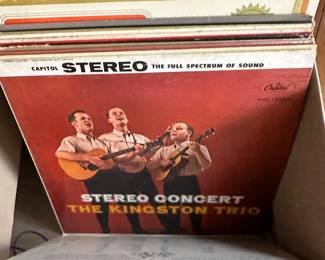 CAPITOL STEREO THE FULL SPECTRUM OF SOUND
Capitol
STEREO CONCERT
THE KINGSTON TRIO